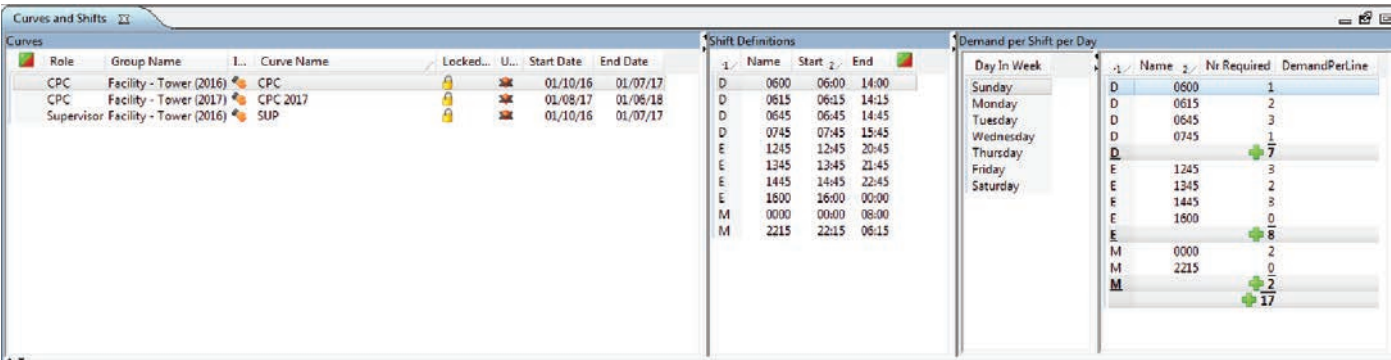 Curves and Shifts
Curves
Role Group Name I... Curve Name Locked... U... Start Date End Date
CPC Facility - Tower (2016) CPC 01/10/16 01/07/17
CPC Facility - Tower (2017) CPC 2017 01/08/17 01/06/18
Supervisor Facility - Tower (2016) SUP 01/10/16 01/07/17
Shift Definitions
-1 Name Start 2 End
D 0600 06:00 14:00
D 0615 06:15 14:15
D 0645 06:45 14:45
D 0745 07:45 15:45
E 1245 12:45 20:45
E 1345 13:45 21:45
E 1445 14:45 22:45
E 1600 16:00 00:00
M 0000 00:00 08:00
M 2215 22:15 06:15
Demand per Shift per Day
Day In Week
Sunday
Monday
Tuesday
Wednesday
Thursday
Friday
Saturday
-1 Name 2 Nr Required DemandPerLine
D 0600 1
D 0615 2
D 0645 3
D 0745 1
D 7
E 1245 3
E 1345 2
E 1445 3
E 1600 0
E 8
M 0000 2
M 2215 0
M 2
17